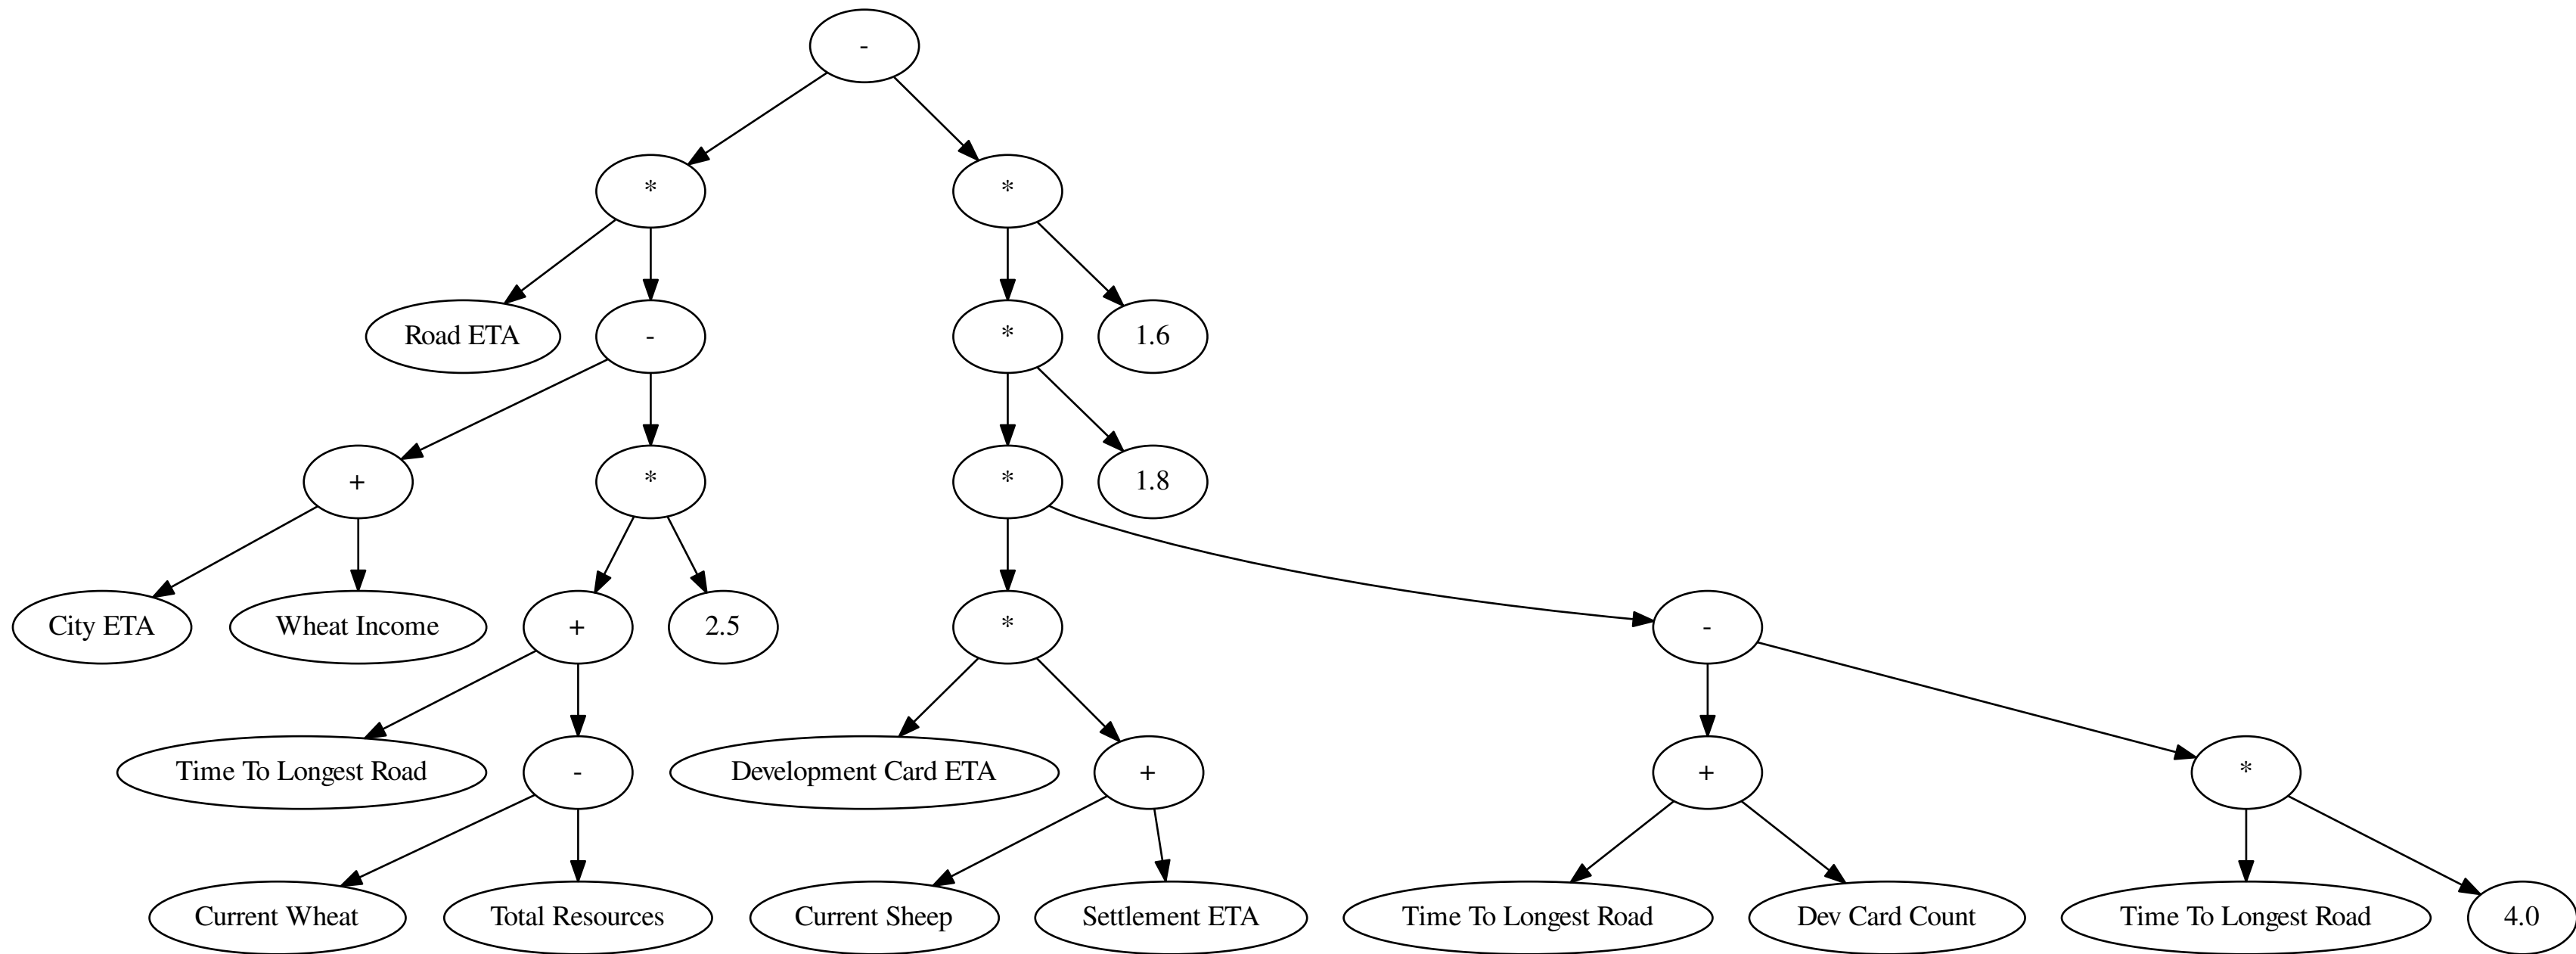 -
*
*
Road ETA
-
*
1.6
+
*
*
1.8
City ETA
Wheat Income
+
2.5
*
-
Time To Longest Road
-
Development Card ETA
+
+
*
Current Wheat
Total Resources
Current Sheep
Settlement ETA
Time To Longest Road
Dev Card Count
Time To Longest Road
4.0